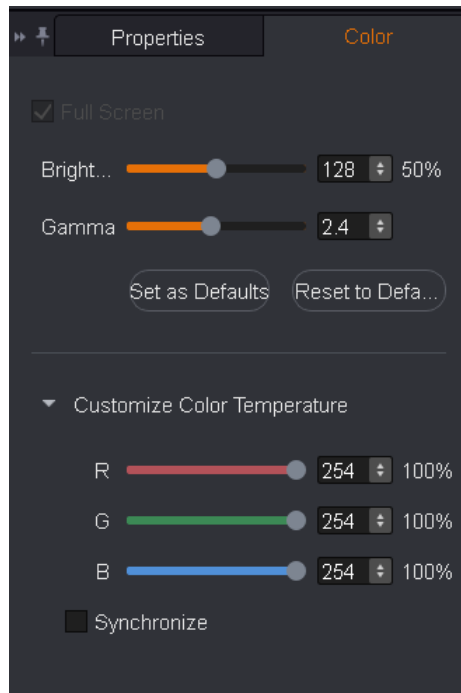 Properties Color
Full Screen
Bright... 128 50%
Gamma 2.4
Set as Defaults Reset to Defa...
Customize Color Temperature
R 254 100%
G 254 100%
B 254 100%
Synchronize